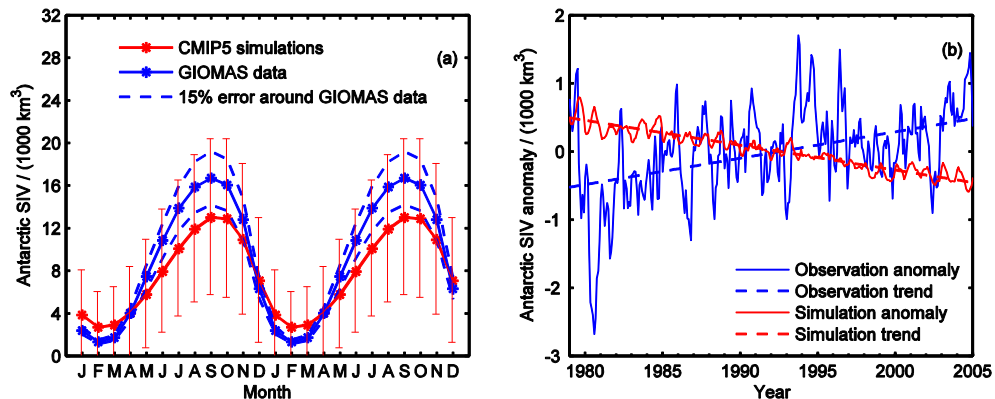 32
28
24
20
16
12
8
4
0
Antarctic SIV / (1000 km³)
CMIP5 simulations
GIOMAS data
15% error around GIOMAS data
(a)
J F M A M J J A S O N D J F M A M J J A S O N D
Month
2
1
0
-1
-2
-3
Antarctic SIV anomaly / (1000 km³)
(b)
Observation anomaly
Observation trend
Simulation anomaly
Simulation trend
1980 1985 1990 1995 2000 2005
Year